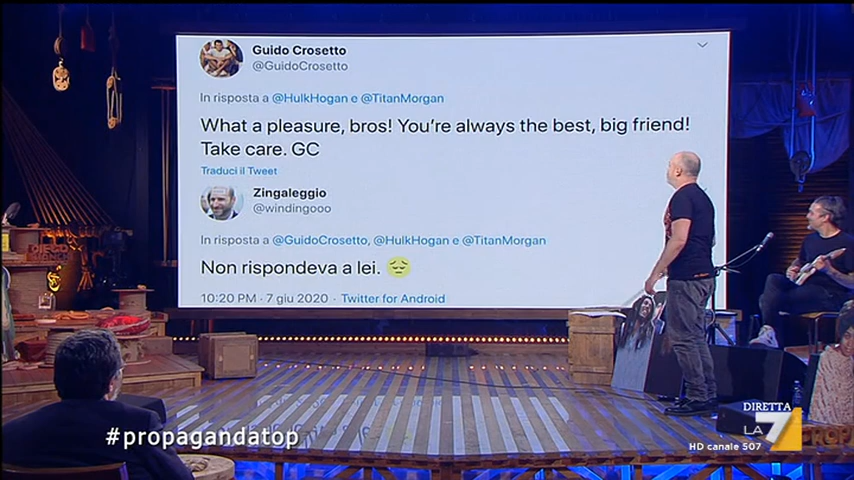 Guido Crosetto
@GuidoCrosetto
In risposta a @HulkHogan e @TitanMorgan
What a pleasure, bros! You're always the best, big friend!
Take care. GC
Traduci il Tweet
Zingaleggio
@windingooo
In risposta a @GuidoCrosetto, @HulkHogan e @TitanMorgan
Non rispondeva a lei. 😔
10:20 PM · 7 giu 2020 · Twitter for Android
#propagandatop
DIRETTA
LA7
HD canale 507